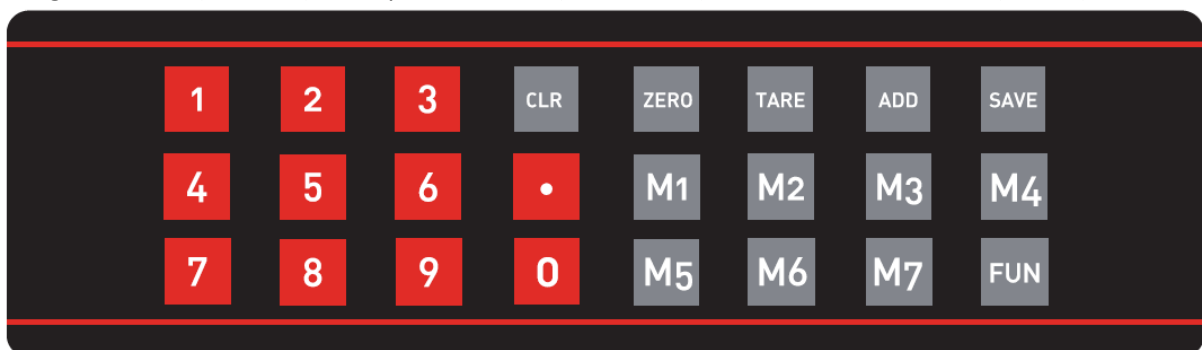 1 2 3 CLR ZERO TARE ADD SAVE
4 5 6 • M1 M2 M3 M4
7 8 9 0 M5 M6 M7 FUN